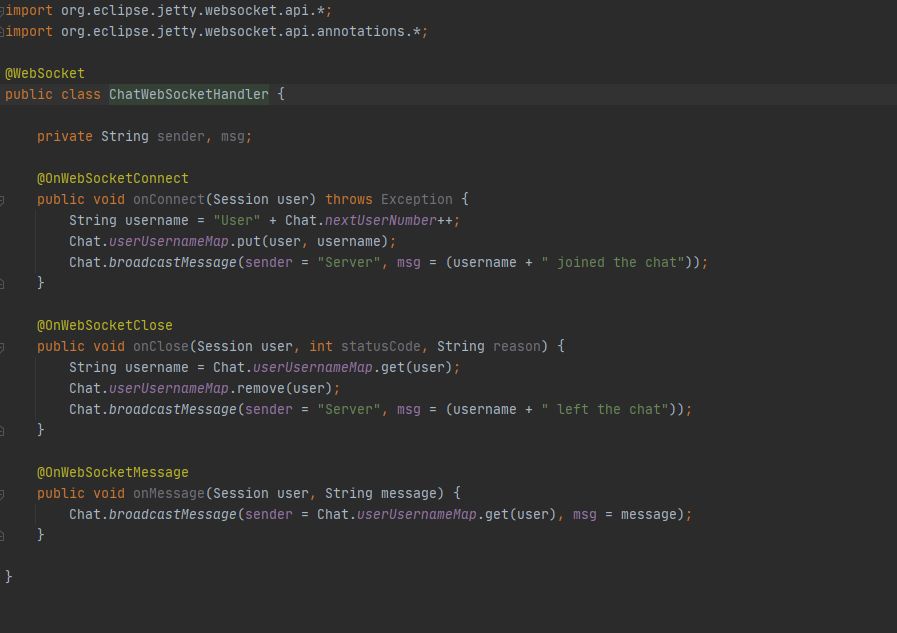 import org.eclipse.jetty.websocket.api.*;
import org.eclipse.jetty.websocket.api.annotations.*;

@WebSocket
public class ChatWebSocketHandler {

    private String sender, msg;

    @OnWebSocketConnect
    public void onConnect(Session user) throws Exception {
        String username = "User" + Chat.nextUserNumber++;
        Chat.userUsernameMap.put(user, username);
        Chat.broadcastMessage(sender = "Server", msg = (username + " joined the chat"));
    }

    @OnWebSocketClose
    public void onClose(Session user, int statusCode, String reason) {
        String username = Chat.userUsernameMap.get(user);
        Chat.userUsernameMap.remove(user);
        Chat.broadcastMessage(sender = "Server", msg = (username + " left the chat"));
    }

    @OnWebSocketMessage
    public void onMessage(Session user, String message) {
        Chat.broadcastMessage(sender = Chat.userUsernameMap.get(user), msg = message);
    }

}